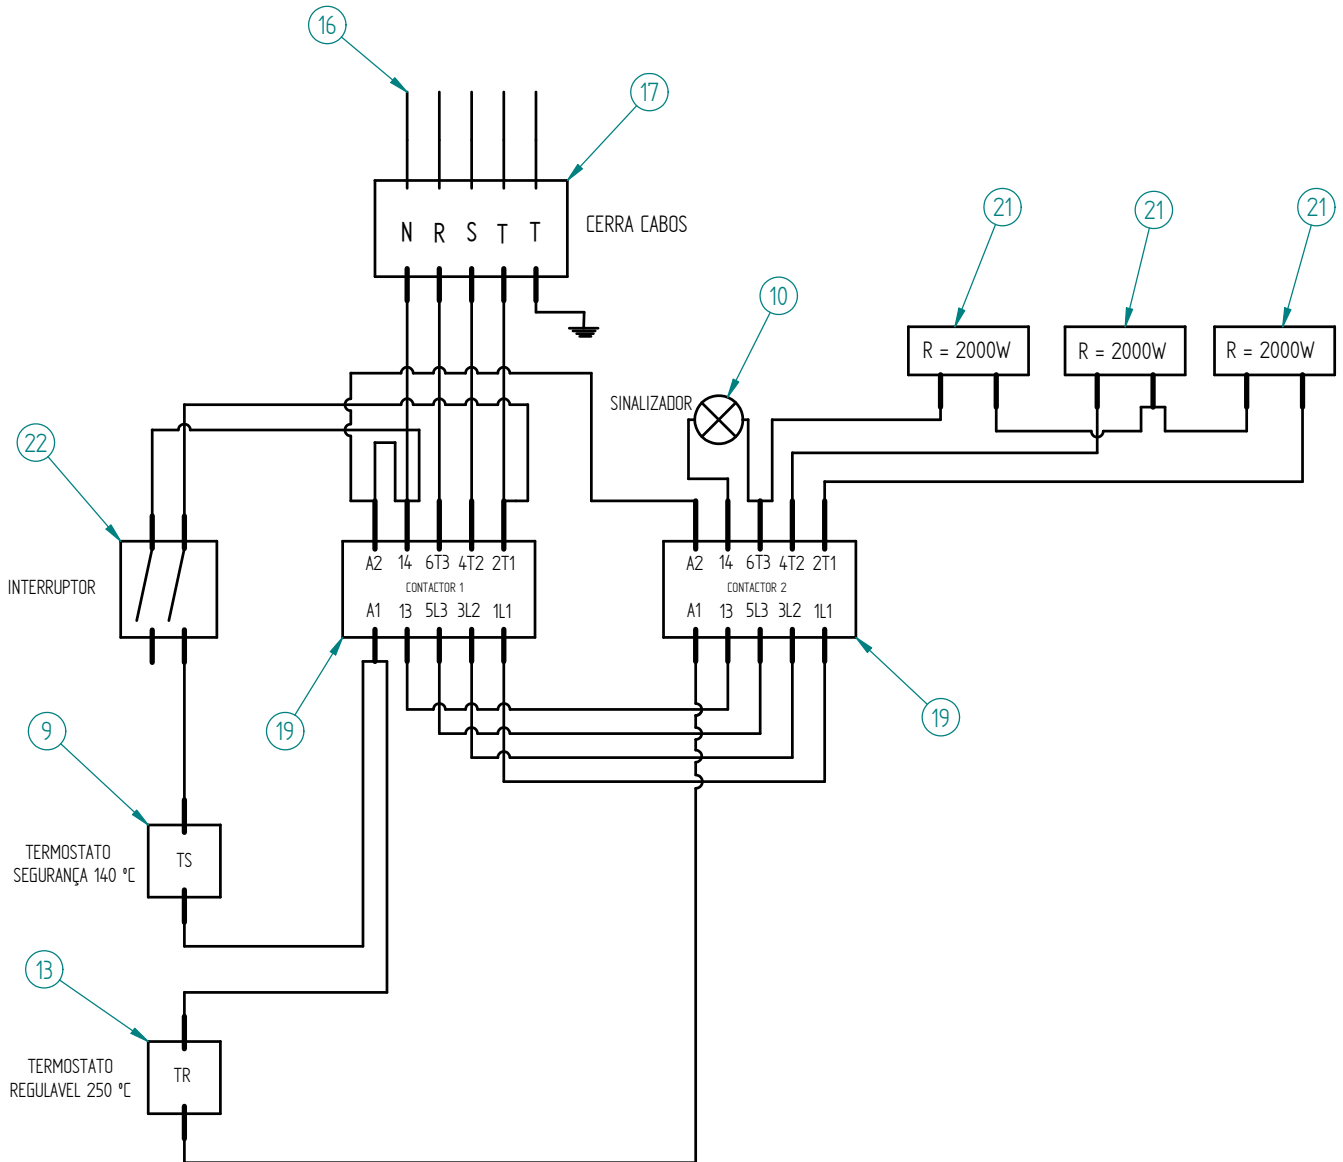 16
17
N R S T T
CERRA CABOS
21
21
21
10
R = 2000W
R = 2000W
R = 2000W
SINALIZADOR
22
INTERRUPTOR
A2 14 6T3 4T2 2T1
CONTACTOR 1
A1 13 5L3 3L2 1L1
A2 14 6T3 4T2 2T1
CONTACTOR 2
A1 13 5L3 3L2 1L1
19
19
9
TERMOSTATO
SEGURANÇA 140 ºC
TS
13
TERMOSTATO
REGULAVEL 250 ºC
TR